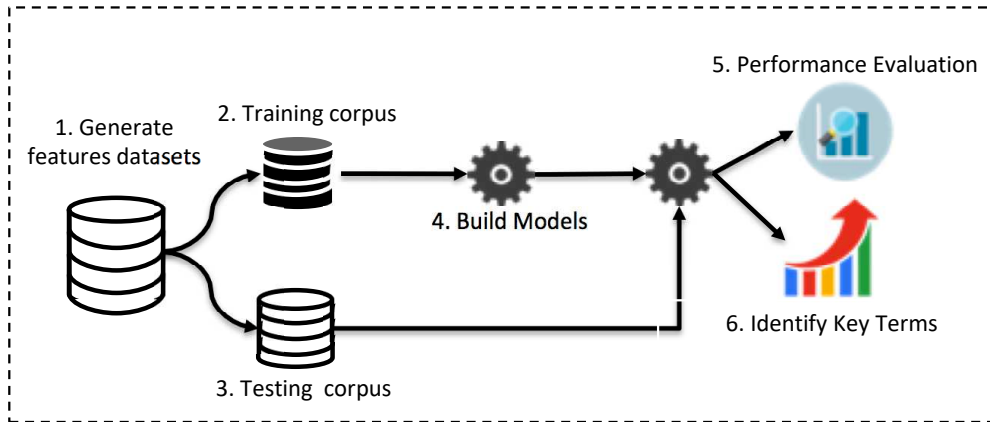 1. Generate
features datasets
2. Training corpus
3. Testing  corpus
4. Build Models
5. Performance Evaluation
6. Identify Key Terms